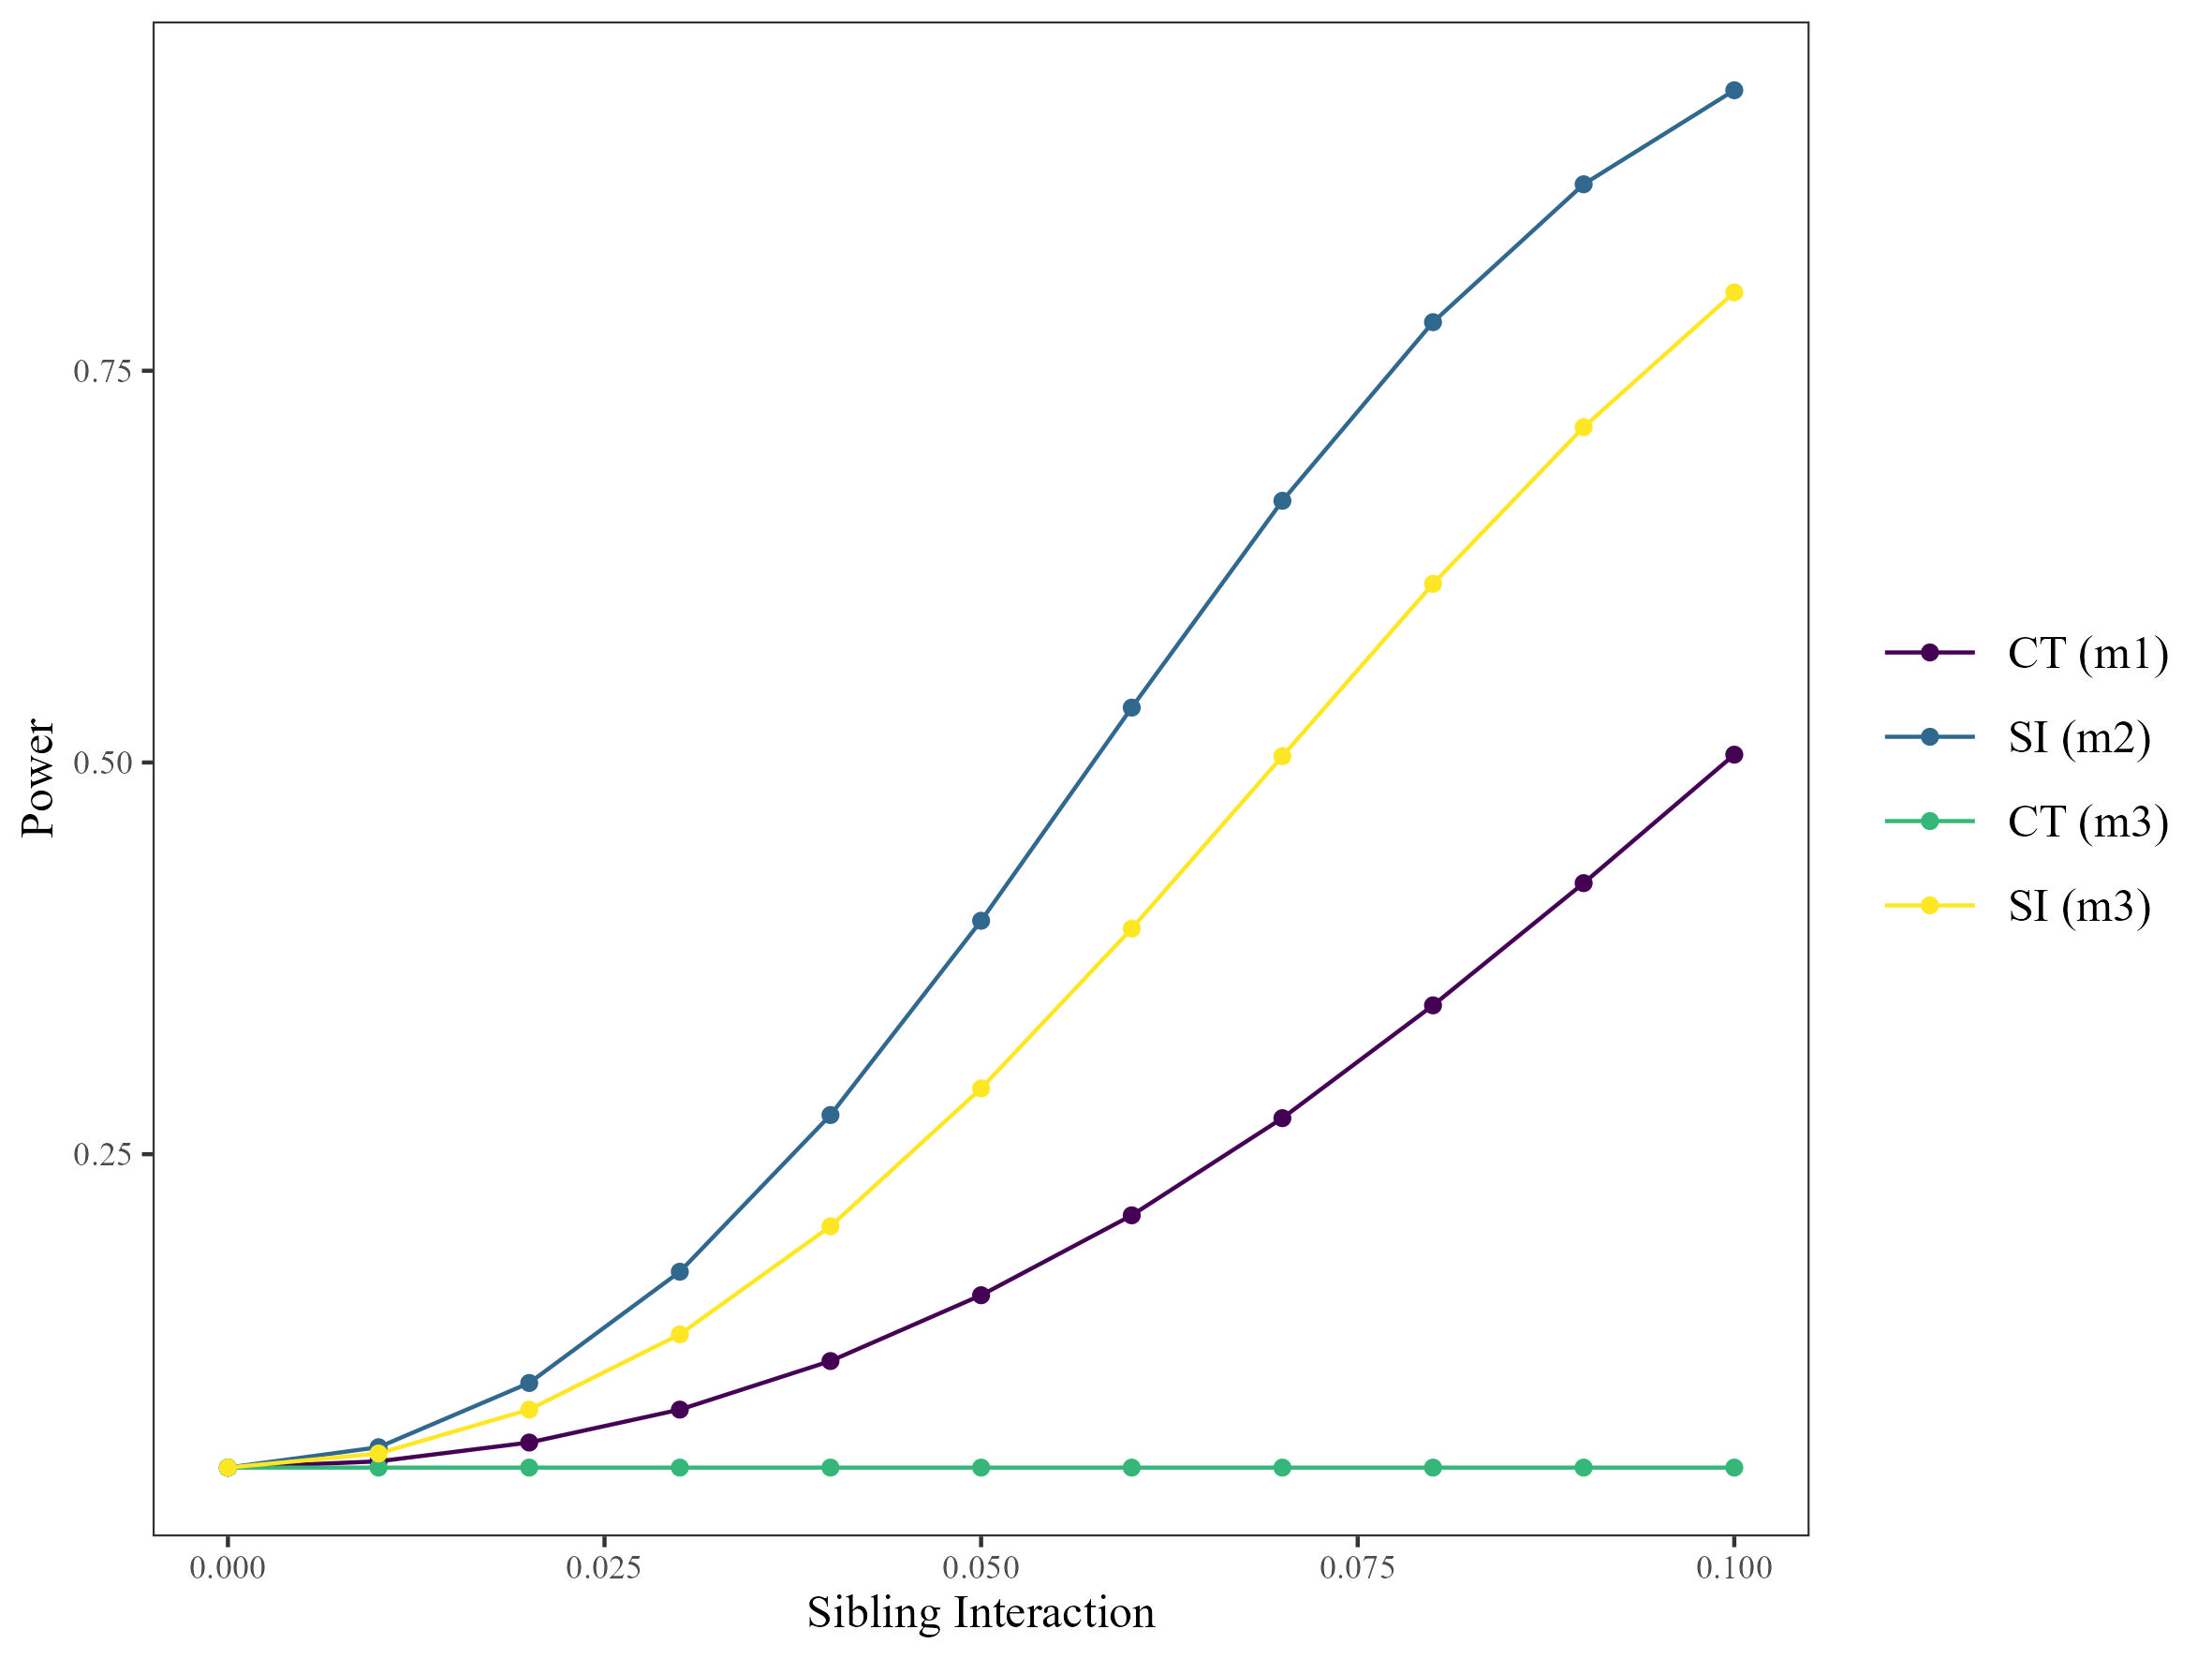 0.75
0.50
0.25
Power
0.000
0.025
0.050
0.075
0.100
Sibling Interaction
CT (m1)
SI (m2)
CT (m3)
SI (m3)